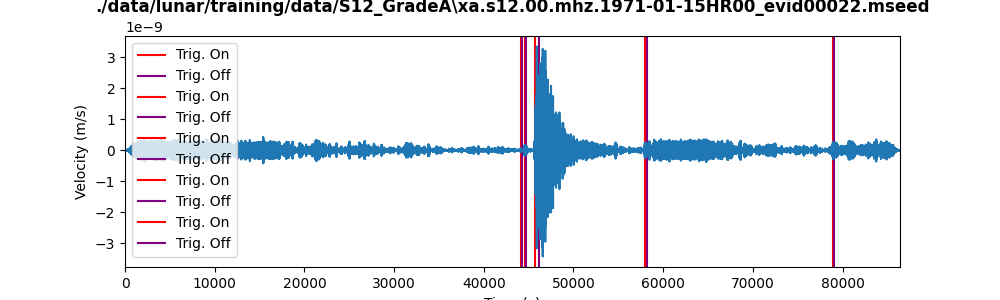 ./data/lunar/training/data/S12_GradeA\xa.s12.00.mhz.1971-01-15HR00_evid00022.mseed
1e−9
Trig. On
Trig. Off
Trig. On
Trig. Off
Trig. On
Trig. Off
Trig. On
Trig. Off
Trig. On
Trig. Off
Velocity (m/s)
3
2
1
0
−1
−2
−3
0 10000 20000 30000 40000 50000 60000 70000 80000